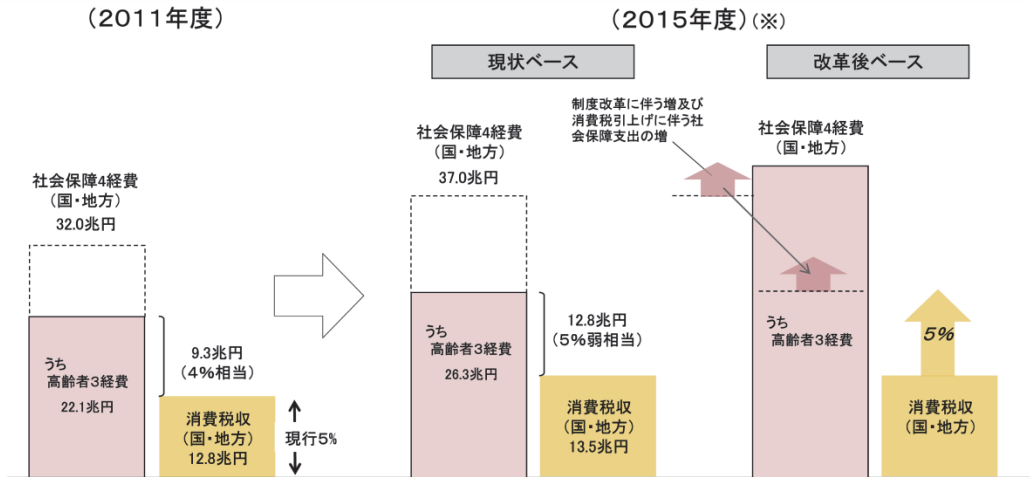 (2011年度)
(2015年度)(※)
現状ベース
改革後ベース
社会保障4経費
(国・地方)
32.0兆円
うち
高齢者3経費
22.1兆円
9.3兆円
(4%相当)
消費税収
(国・地方)
12.8兆円
現行5%
社会保障4経費
(国・地方)
37.0兆円
うち
高齢者3経費
26.3兆円
12.8兆円
(5%弱相当)
消費税収
(国・地方)
13.5兆円
制度改革に伴う増及び
消費税引上げに伴う社
会保障支出の増
社会保障4経費
(国・地方)
うち
高齢者3経費
5%
消費税収
(国・地方)